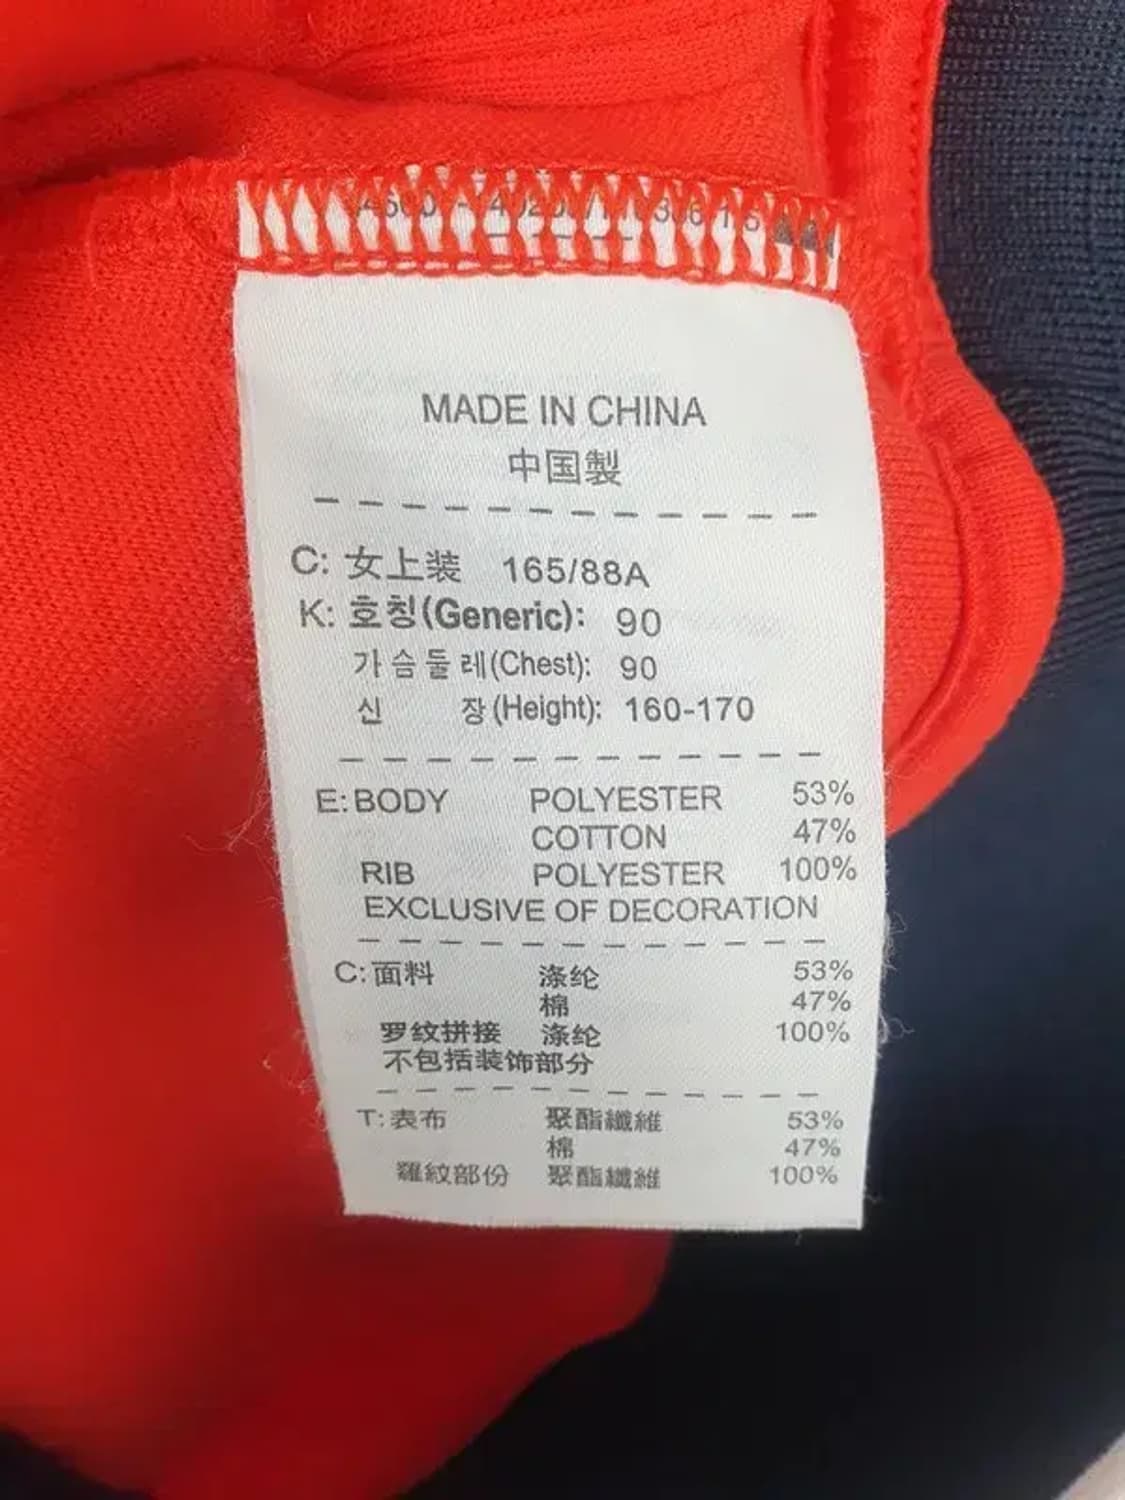 MADE IN CHINA
中国製
C: 女上装 165/88A
K: 호칭(Generic): 90
가슴둘레(Chest): 90
신 장(Height): 160-170
E: BODY POLYESTER 53%
COTTON 47%
RIB POLYESTER 100%
EXCLUSIVE OF DECORATION
C: 面料 涤纶 53%
棉 47%
罗纹拼接 涤纶 100%
不包括装饰部分
T: 表布 聚酯纖維 53%
棉 47%
羅紋部份 聚酯纖維 100%